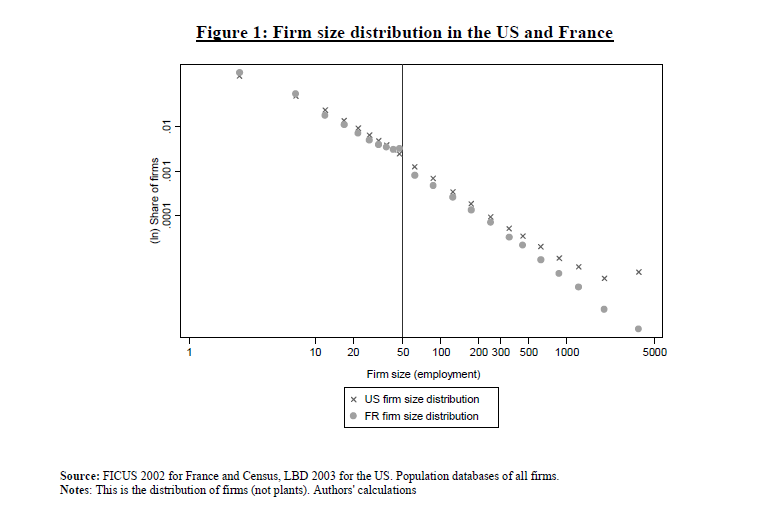 Figure 1: Firm size distribution in the US and France
(ln) Share of firms
.01
.001
.0001
1 10 20 50 100 200 300 500 1000 5000
Firm size (employment)
US firm size distribution
FR firm size distribution
Source: FICUS 2002 for France and Census, LBD 2003 for the US. Population databases of all firms.
Notes: This is the distribution of firms (not plants). Authors' calculations